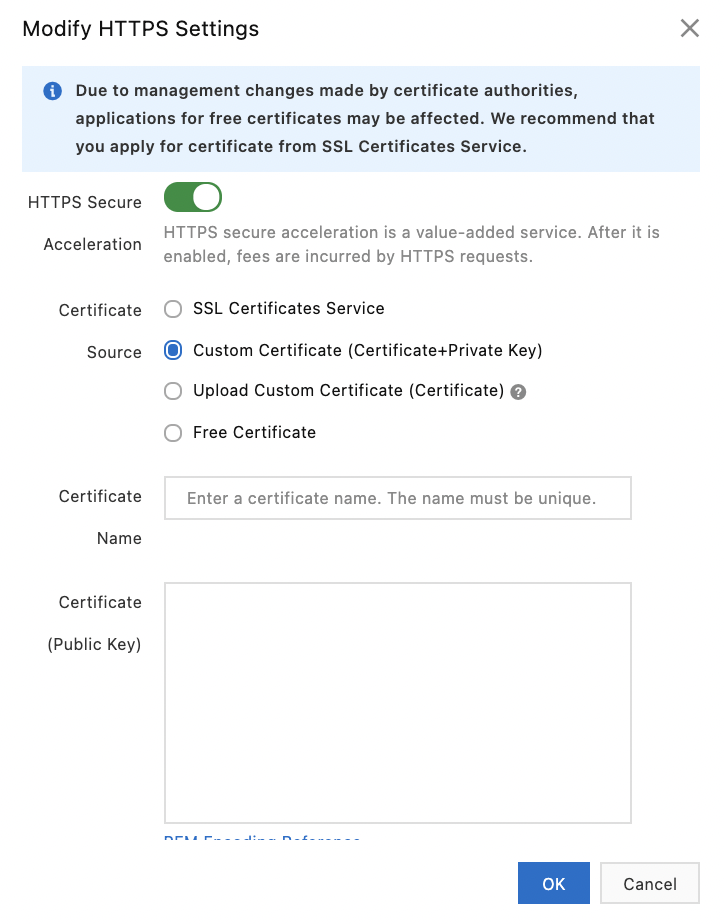 Modify HTTPS Settings
Due to management changes made by certificate authorities,
applications for free certificates may be affected. We recommend that
you apply for certificate from SSL Certificates Service.
HTTPS Secure
Acceleration
HTTPS secure acceleration is a value-added service. After it is
enabled, fees are incurred by HTTPS requests.
Certificate
Source
SSL Certificates Service
Custom Certificate (Certificate+Private Key)
Upload Custom Certificate (Certificate) ?
Free Certificate
Certificate
Name
Enter a certificate name. The name must be unique.
Certificate
(Public Key)
PEM Encoding Reference
OK
Cancel